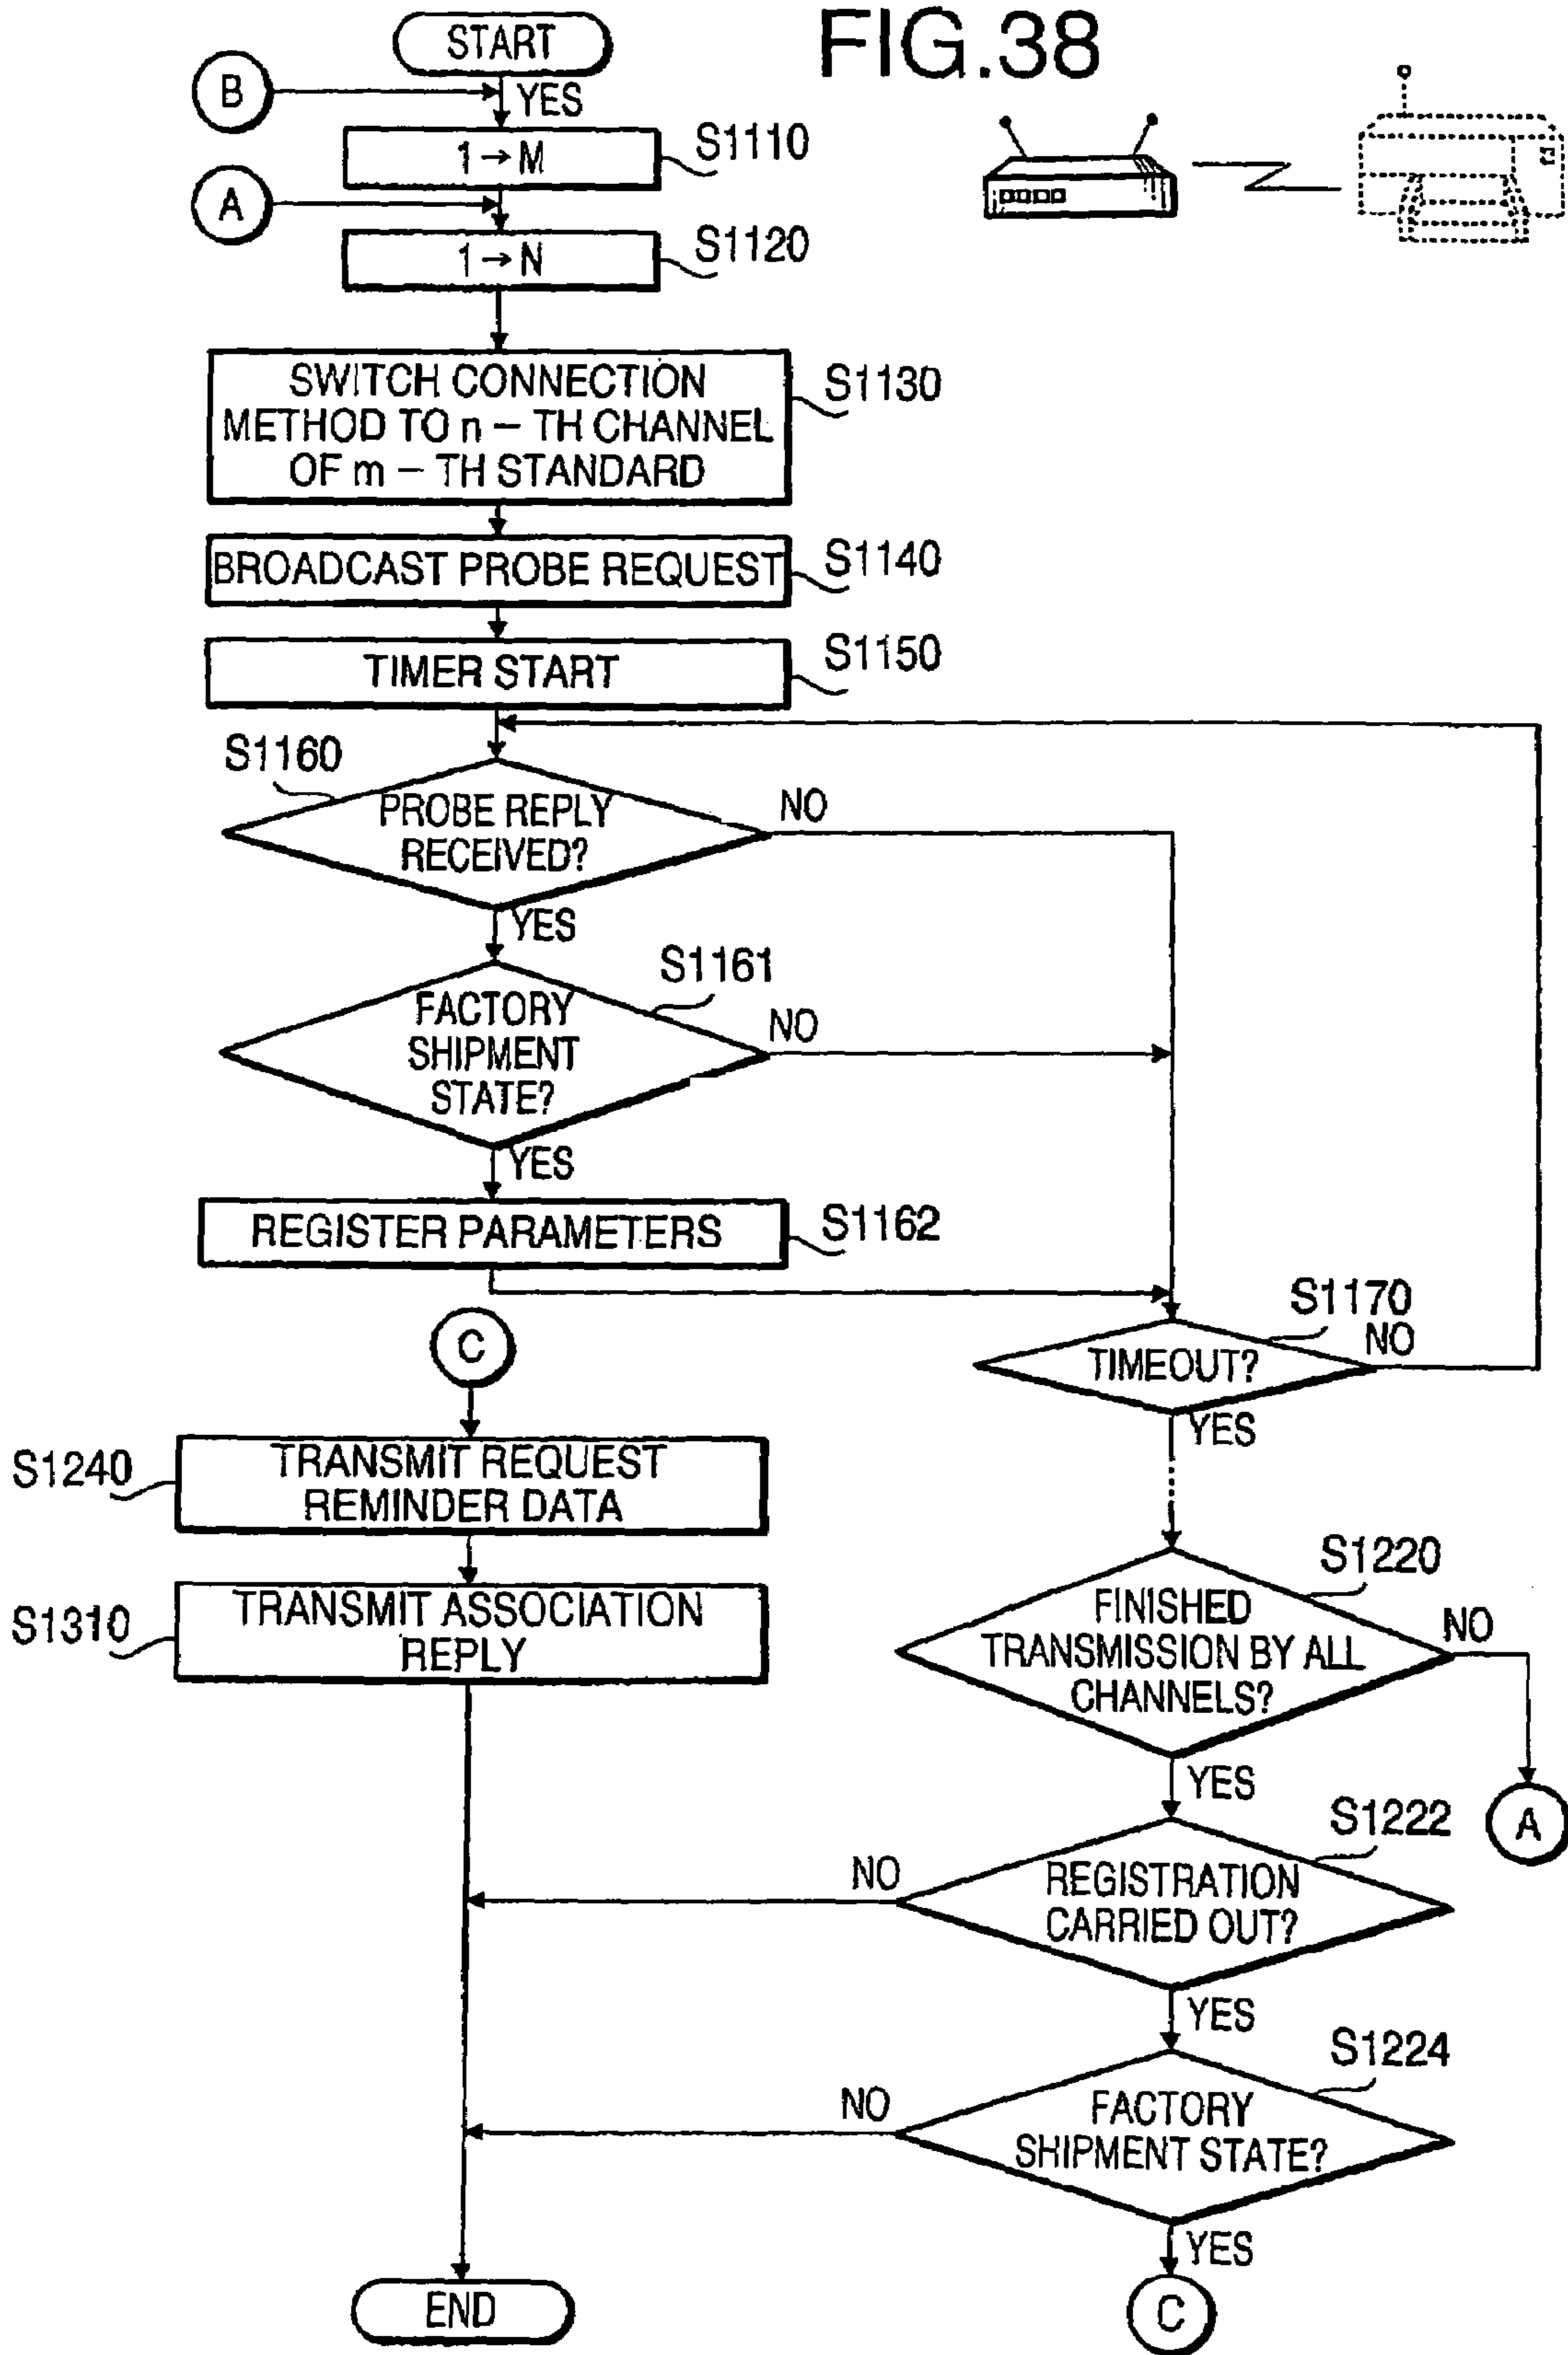 FIG.38
START
B
YES
1→M
S1110
A
1→N
S1120
SWITCH CONNECTION
METHOD TO n – TH CHANNEL
OF m – TH STANDARD
S1130
BROADCAST PROBE REQUEST
S1140
TIMER START
S1150
S1160
PROBE REPLY
RECEIVED?
NO
YES
S1161
FACTORY
SHIPMENT
STATE?
NO
YES
REGISTER PARAMETERS
S1162
C
S1170
TIMEOUT?
NO
YES
S1240
TRANSMIT REQUEST
REMINDER DATA
S1310
TRANSMIT ASSOCIATION
REPLY
S1220
FINISHED
TRANSMISSION BY ALL
CHANNELS?
NO
YES
A
S1222
REGISTRATION
CARRIED OUT?
NO
YES
S1224
FACTORY
SHIPMENT STATE?
NO
YES
END
C